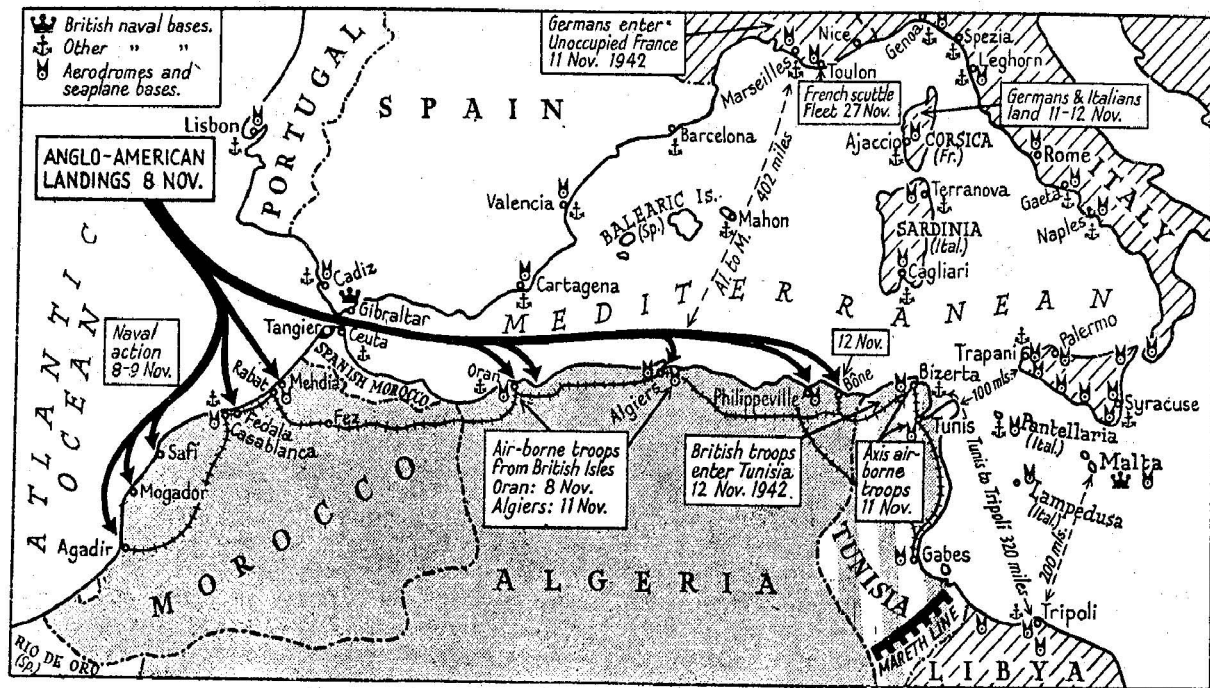 British naval bases.
Other " "
Aerodromes and
seaplane bases.
Germans enter
Unoccupied France
11 Nov. 1942
ANGLO-AMERICAN
LANDINGS 8 NOV.
PORTUGAL
Lisbon
SPAIN
Barcelona
Valencia
Cartagena
Cadiz
Gibraltar
Tangier
Ceuta
BALEARIC Is.
(Sp.)
Mahon
Marseilles
Toulon
Nice
Genoa
Spezia
Leghorn
French scuttle
Fleet 27 Nov.
Germans & Italians
land 11-12 Nov.
Ajaccio
CORSICA
(Fr.)
Rome
ITALY
Terranova
Gaeta
Naples
SARDINIA
(Ital.)
Cagliari
402 miles
Al. to M.
ATLANTIC
OCEAN
MEDITERRANEAN
Naval
action
8-9 Nov.
SPANISH MOROCCO
Rabat
Mehdia
Fedala
Casablanca
Fez
Safi
Mogador
Agadir
Oran
Algiers
Philippeville
Bône
12 Nov.
Bizerta
Tunis
Trapani
Palermo
100 mls
Syracuse
Pantellaria
(Ital.)
Malta
Lampedusa
(Ital.)
Air-borne troops
from British Isles
Oran: 8 Nov.
Algiers: 11 Nov.
British troops
enter Tunisia
12 Nov. 1942.
Axis air-
borne
troops
11 Nov.
Tunis to Tripoli 320 miles
200 mls.
Gabes
Tripoli
MOROCCO
ALGERIA
TUNISIA
MARETH LINE
LIBYA
RIO DE ORO
(Sp.)